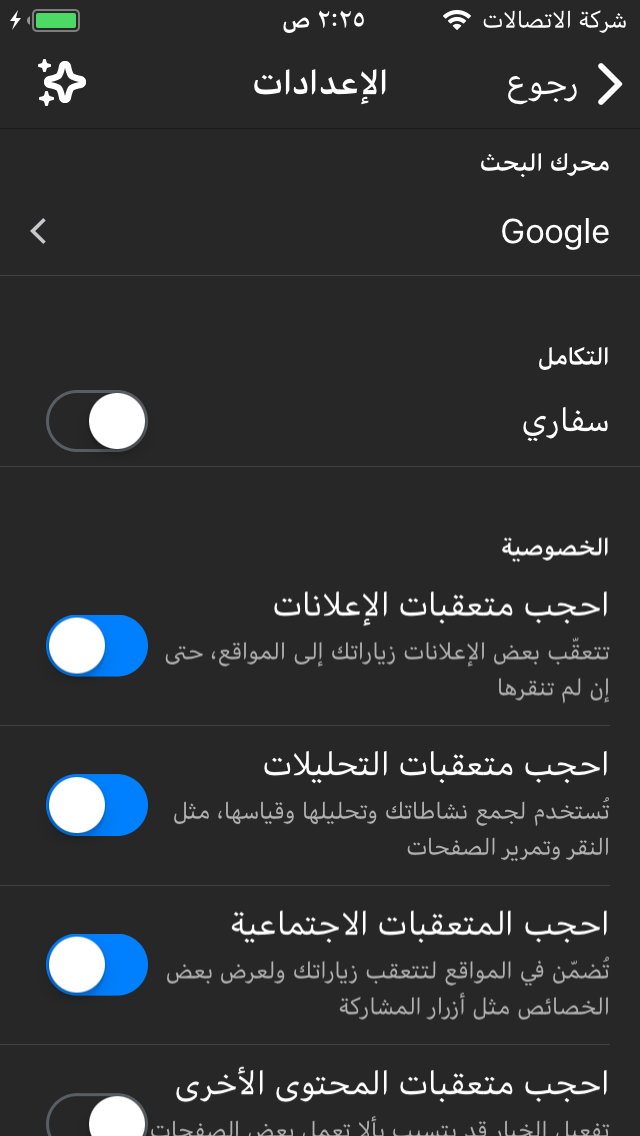 شركة الاتصالات ٢:٢٥ ص
رجوع الإعدادات
محرك البحث
Google
التكامل
سفاري
الخصوصية
احجب متعقبات الإعلانات
تتعقّب بعض الإعلانات زياراتك إلى المواقع، حتى
إن لم تنقرها
احجب متعقبات التحليلات
تُستخدم لجمع نشاطاتك وتحليلها وقياسها، مثل
النقر وتمرير الصفحات
احجب المتعقبات الاجتماعية
تُضمّن في المواقع لتتعقب زياراتك ولعرض بعض
الخصائص مثل أزرار المشاركة
احجب متعقبات المحتوى الأخرى
تفعيل الخيار قد يتسبب بألا تعمل بعض الصفحات